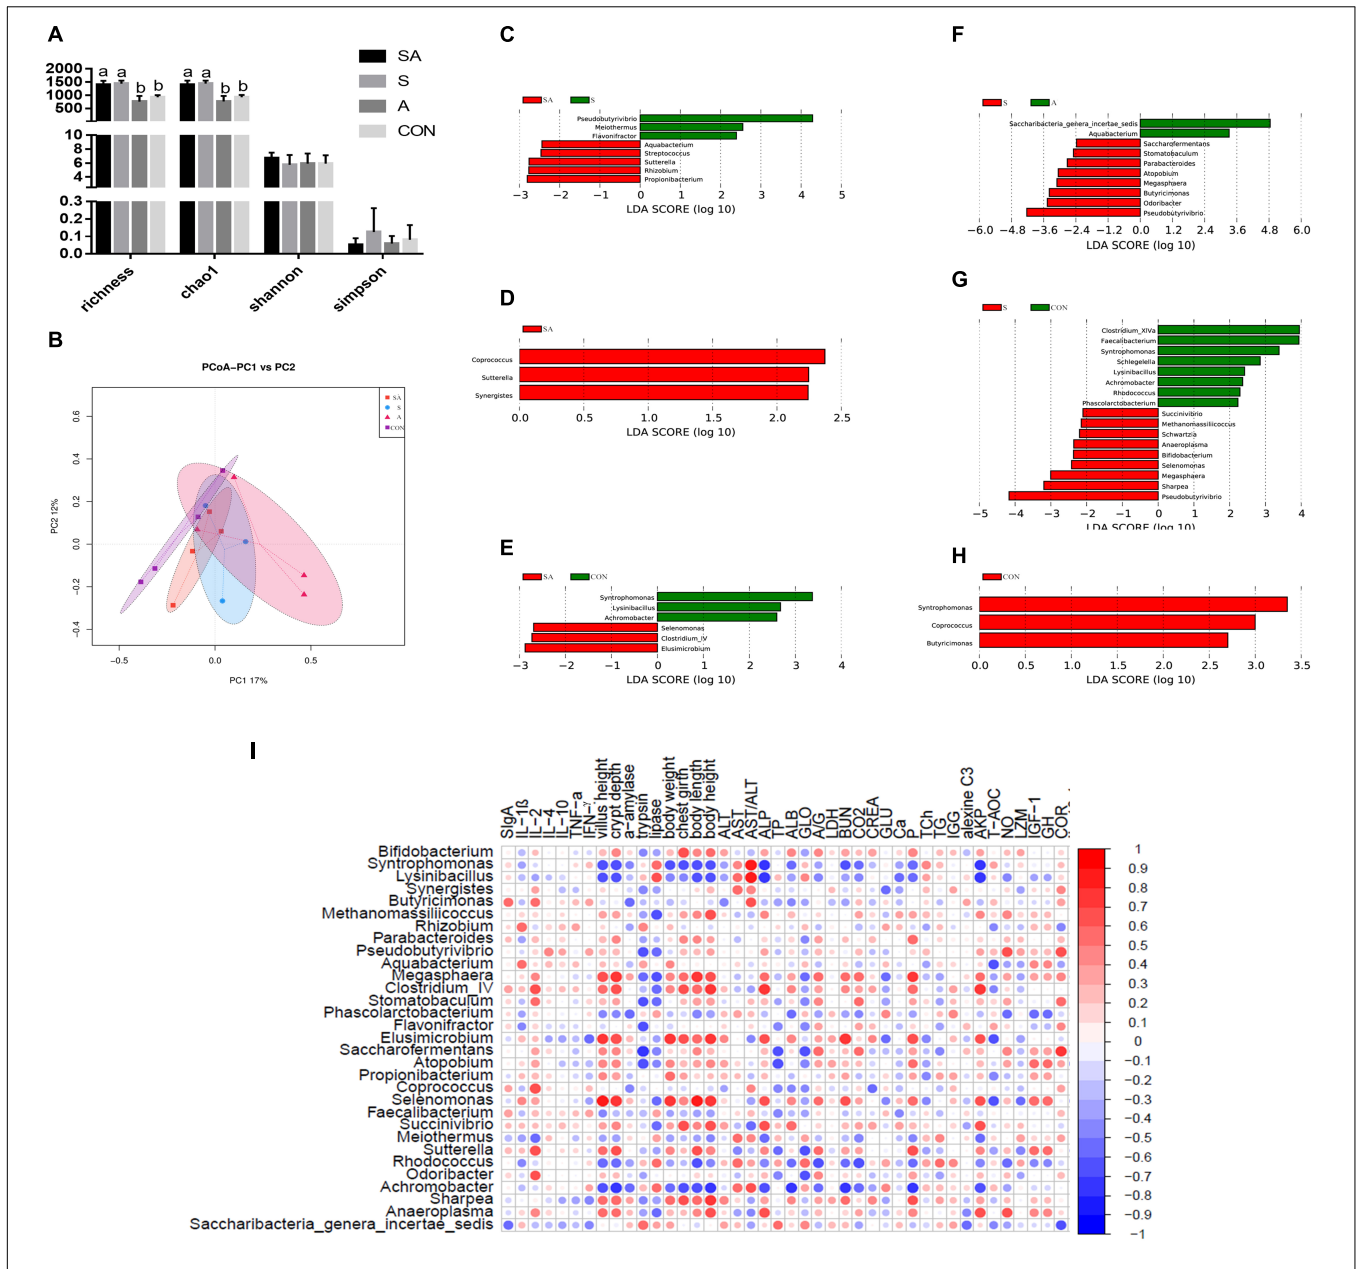 A
SA
S
A
CON
2000
1500
1000
500
a a b b
a a b b
10
8
6
4
0.3
0.2
0.1
0.0
richness
chao1
shannon
simpson
B
PCoA−PC1 vs PC2
SA
S
A
CON
PC2 12%
0.6
0.4
0.2
0.0
−0.2
−0.4
−0.5 0.0 0.5
PC1 17%
C
SA S
Pseudobutyrivibrio
Meiothermus
Flavonifractor
Aquabacterium
Streptococcus
Sutterella
Rhizobium
Propionibacterium
−3 −2 −1 0 1 2 3 4 5
LDA SCORE (log 10)
D
SA
Coprococcus
Sutterella
Synergistes
0.0 0.5 1.0 1.5 2.0 2.5
LDA SCORE (log 10)
E
SA CON
Syntrophomonas
Lysinibacillus
Achromobacter
Selenomonas
Clostridium_IV
Elusimicrobium
−3 −2 −1 0 1 2 3 4
LDA SCORE (log 10)
F
S A
Saccharibacteria_genera_incertae_sedis
Aquabacterium
Saccharofermentans
Stomatobaculum
Parabacteroides
Atopobium
Megasphaera
Butyricimonas
Odoribacter
Pseudobutyrivibrio
−6.0 −4.8 −3.6 −2.4 −1.2 0.0 1.2 2.4 3.6 4.8 6.0
LDA SCORE (log 10)
G
S CON
Clostridium_XIVa
Faecalibacterium
Syntrophomonas
Schlegelella
Lysinibacillus
Achromobacter
Rhodococcus
Phascolarctobacterium
Succinivibrio
Methanomassiliicoccus
Schwartzia
Anaeroplasma
Bifidobacterium
Selenomonas
Megasphaera
Sharpea
Pseudobutyrivibrio
−5 −4 −3 −2 −1 0 1 2 3 4
LDA SCORE (log 10)
H
CON
Syntrophomonas
Coprococcus
Butyricimonas
0.0 0.5 1.0 1.5 2.0 2.5 3.0 3.5
LDA SCORE (log 10)
I
SIgA
IL−1ß
IL−2
IL−4
IL−10
TNF−a
IFN−γ
villus height
crypt depth
a−amylase
trypsin
lipase
body weight
chest girth
body length
body height
ALT
AST
AST/ALT
ALP
TP
ALB
GLO
A/G
LDH
BUN
CO2
CREA
GLU
Ca
P
TCh
TG
IGG
alexine C3
AKP
T−AOC
NO
LZM
IGF−1
GH
COR
Bifidobacterium
Syntrophomonas
Lysinibacillus
Synergistes
Butyricimonas
Methanomassiliicoccus
Rhizobium
Parabacteroides
Pseudobutyrivibrio
Aquabacterium
Megasphaera
Clostridium_IV
Stomatobaculum
Phascolarctobacterium
Flavonifractor
Elusimicrobium
Saccharofermentans
Atopobium
Propionibacterium
Coprococcus
Selenomonas
Faecalibacterium
Succinivibrio
Meiothermus
Sutterella
Rhodococcus
Odoribacter
Achromobacter
Sharpea
Anaeroplasma
Saccharibacteria_genera_incertae_sedis
1
0.9
0.8
0.7
0.6
0.5
0.4
0.3
0.2
0.1
0
−0.1
−0.2
−0.3
−0.4
−0.5
−0.6
−0.7
−0.8
−0.9
−1